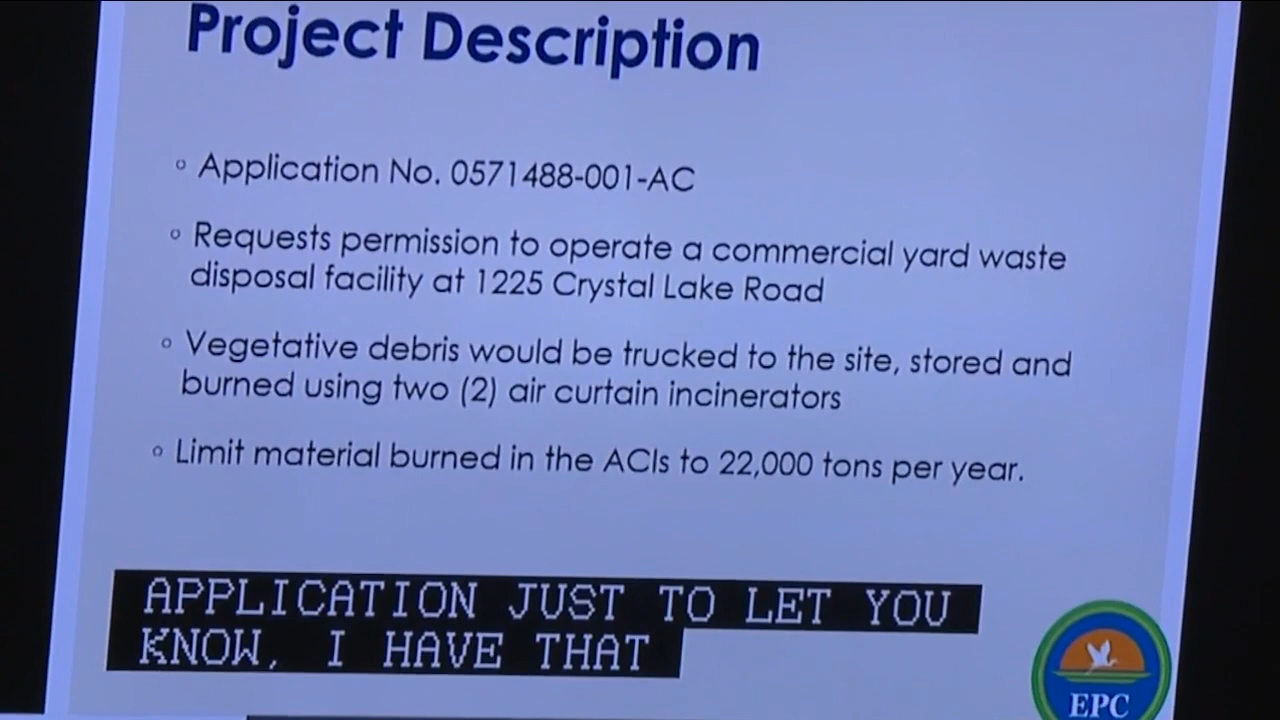 Project Description
◦ Application No. 0571488-001-AC
◦ Requests permission to operate a commercial yard waste
disposal facility at 1225 Crystal Lake Road
◦ Vegetative debris would be trucked to the site, stored and
burned using two (2) air curtain incinerators
◦ Limit material burned in the ACIs to 22,000 tons per year.
APPLICATION JUST TO LET YOU
KNOW, I HAVE THAT
EPC